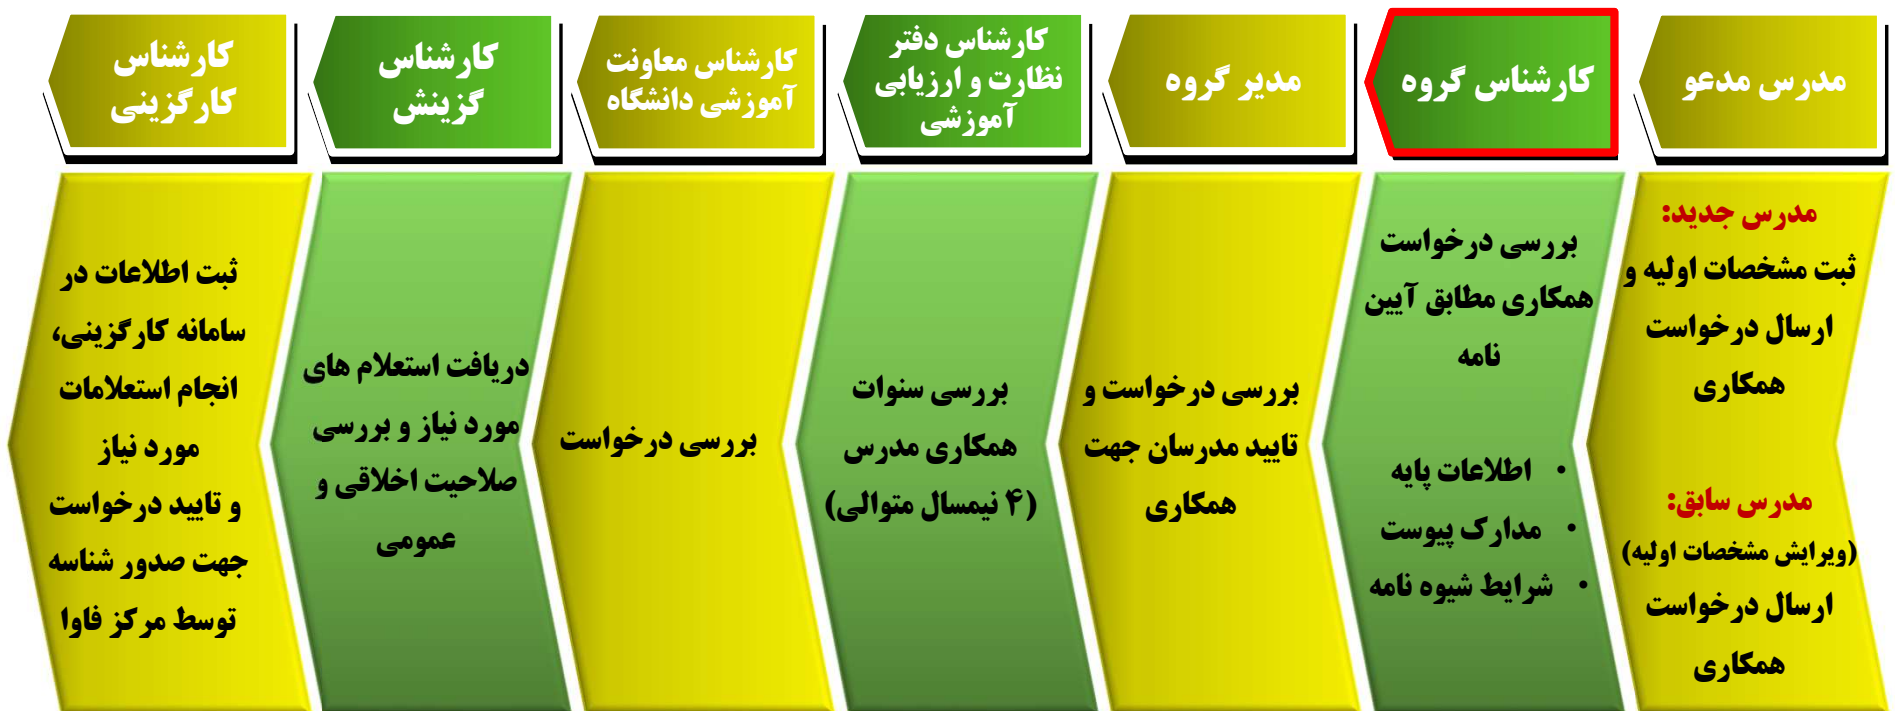 مدرس مدعو
کارشناس گروه
مدیر گروه
کارشناس دفتر
نظارت و ارزیابی
آموزشی
کارشناس معاونت
آموزشی دانشگاه
کارشناس
گزینش
کارشناس
کارگزینی
مدرس جدید:
ثبت مشخصات اولیه و
ارسال درخواست
همکاری
مدرس سابق:
(ویرایش مشخصات اولیه)
ارسال درخواست
همکاری
بررسی درخواست
همکاری مطابق آیین
نامه
• اطلاعات پایه
• مدارک پیوست
• شرایط شیوه نامه
بررسی درخواست و
تایید مدرسان جهت
همکاری
بررسی سنوات
همکاری مدرس
(۴ نیمسال متوالی)
بررسی درخواست
دریافت استعلام های
مورد نیاز و بررسی
صلاحیت اخلاقی و
عمومی
ثبت اطلاعات در
سامانه کارگزینی،
انجام استعلامات
مورد نیاز
و تایید درخواست
جهت صدور شناسه
توسط مرکز فاوا